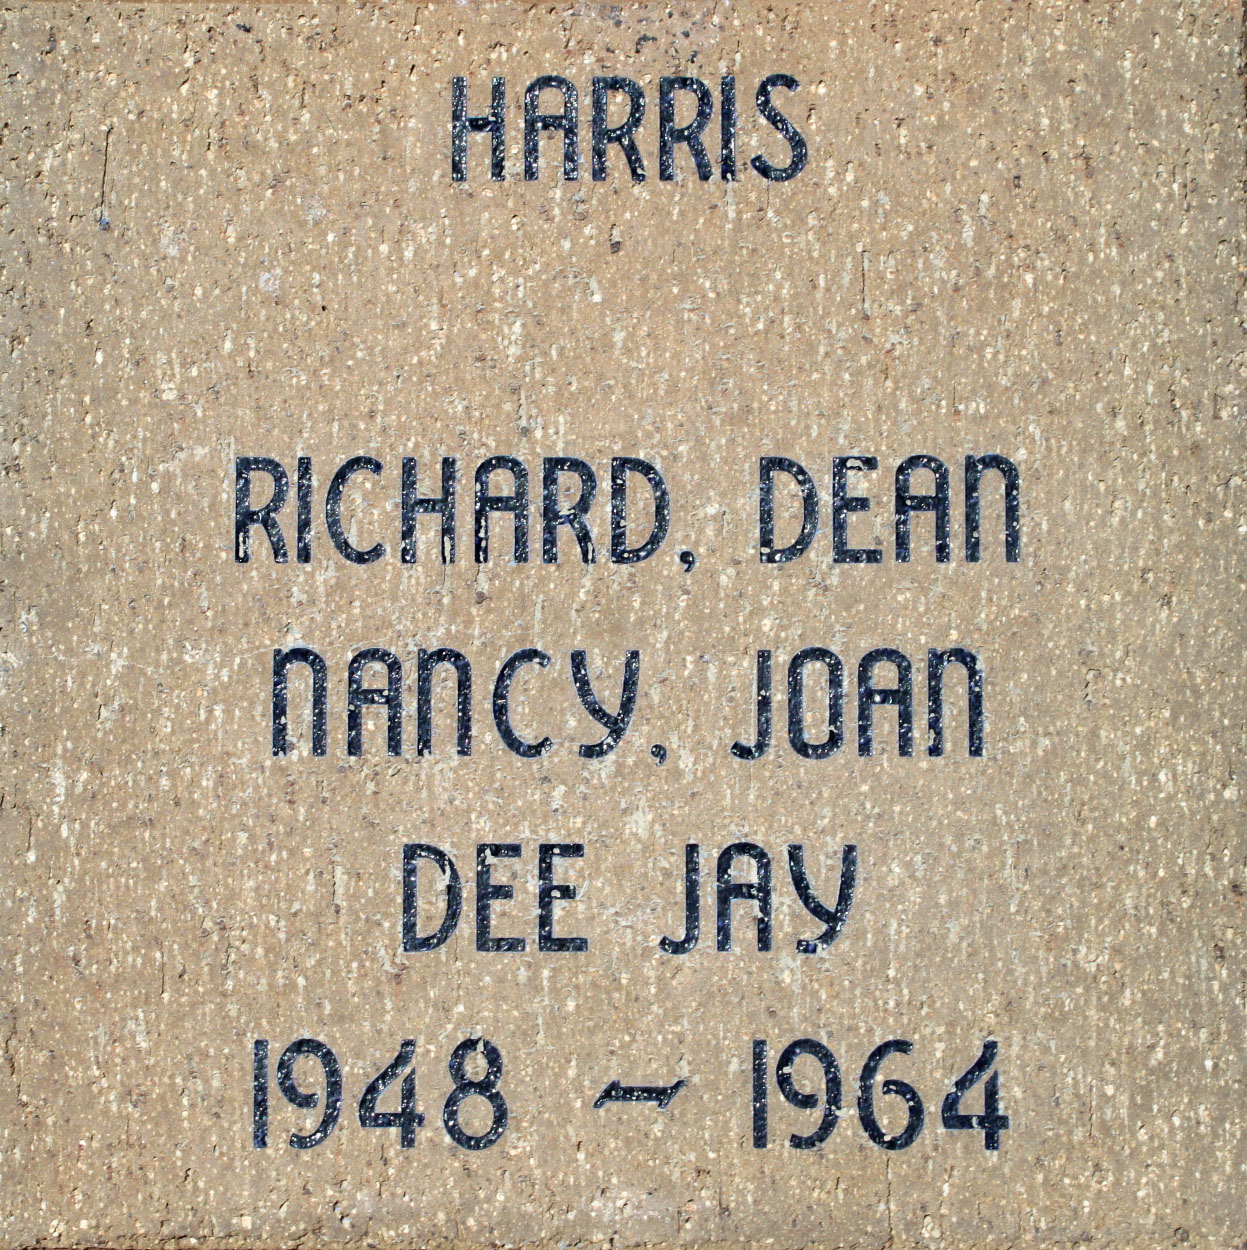 HARRIS
RICHARD, DEAN
NANCY, JOAN
DEE JAY
1948 - 1964